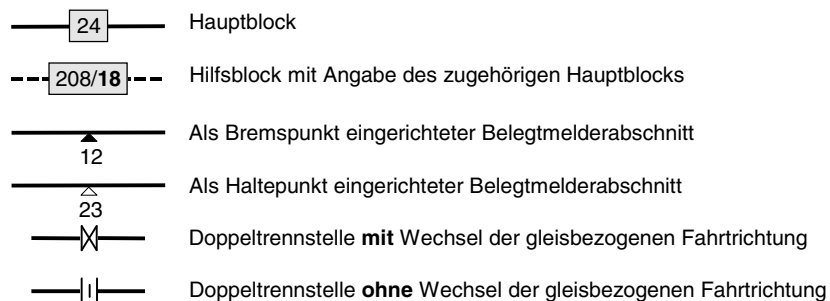 24 Hauptblock
208/18 Hilfsblock mit Angabe des zugehörigen Hauptblocks
Als Bremspunkt eingerichteter Belegtmelderabschnitt
12
Als Haltepunkt eingerichteter Belegtmelderabschnitt
23
Doppeltrennstelle mit Wechsel der gleisbezogenen Fahrtrichtung
Doppeltrennstelle ohne Wechsel der gleisbezogenen Fahrtrichtung